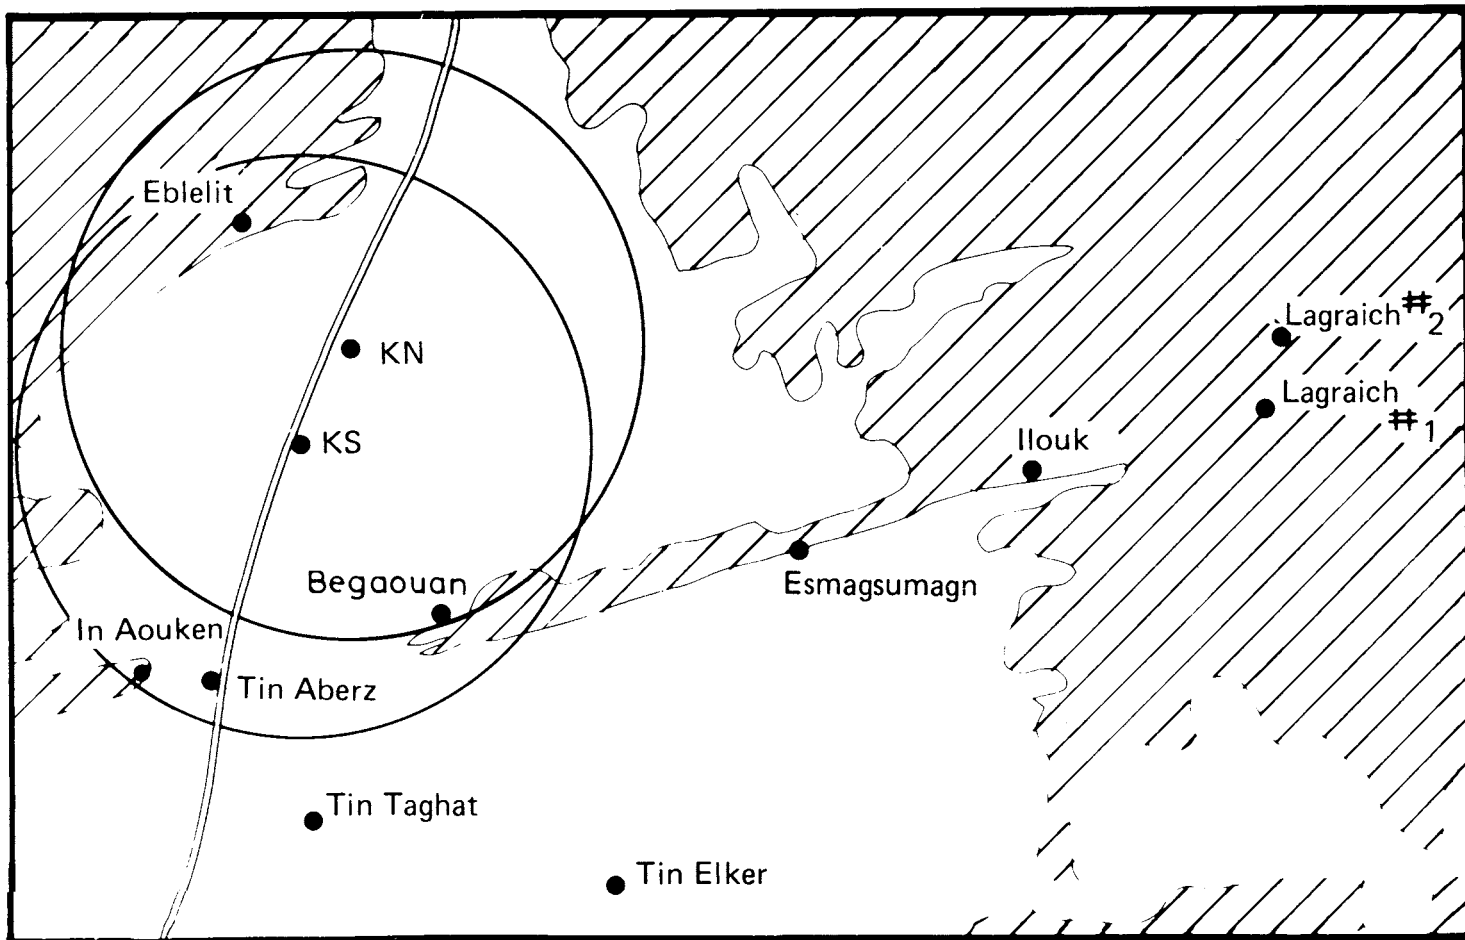 Eblelit
Lagraich #2
KN
Lagraich
#1
KS
Ilouk
Begaouan
Esmagsumagn
In Aouken
Tin Aberz
Tin Taghat
Tin Elker